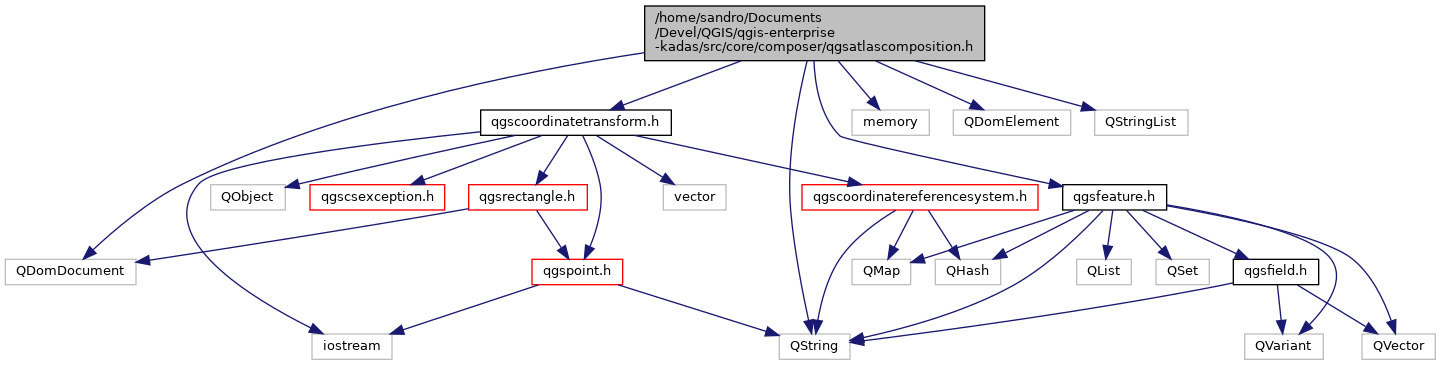 /home/sandro/Documents
/Devel/QGIS/qgis-enterprise
-kadas/src/core/composer/qgsatlascomposition.h
qgscoordinatetransform.h
memory
QDomElement
QStringList
QObject
qgscsexception.h
qgsrectangle.h
vector
qgscoordinatereferencesystem.h
qgsfeature.h
QDomDocument
qgspoint.h
QMap
QHash
QList
QSet
qgsfield.h
iostream
QString
QVariant
QVector